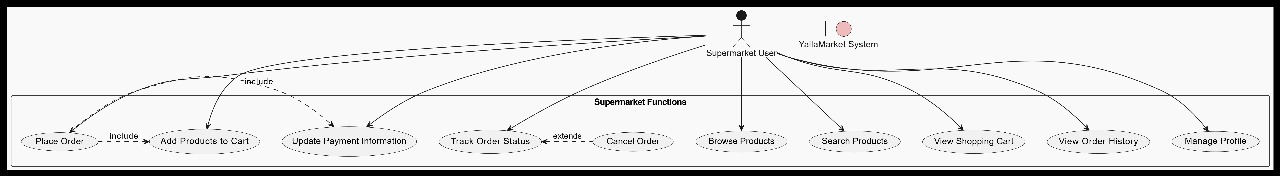 YallaMarket System
Supermarket User
include
Supermarket Functions
Place Order
include
Add Products to Cart
Update Payment Information
Track Order Status
extends
Cancel Order
Browse Products
Search Products
View Shopping Cart
View Order History
Manage Profile